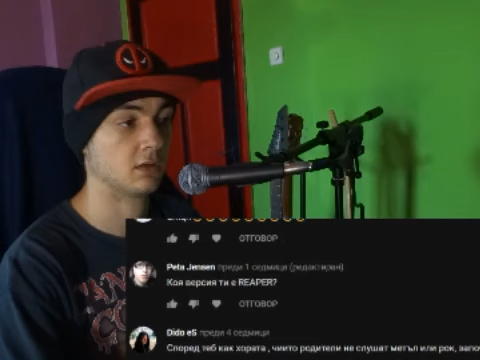 ОТГОВОР
Peta Jensen преди 1 седмица (редактиран)
Коя версия ти е REAPER?
ОТГОВОР
Dido eS преди 4 седмици
Според теб как хората , чиито родители не слушат метъл или рок,